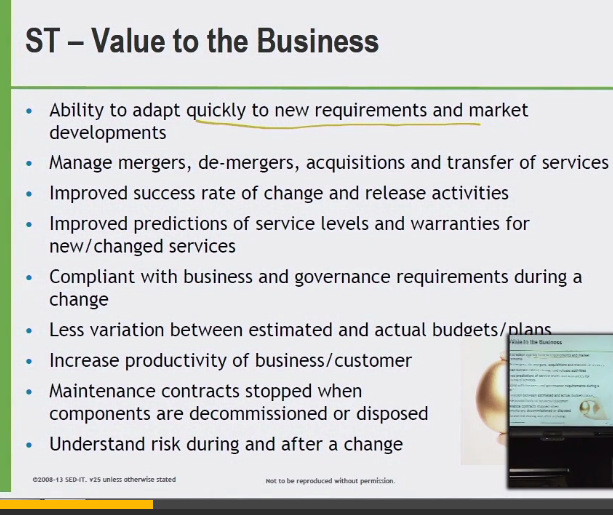 ST – Value to the Business
• Ability to adapt quickly to new requirements and market
developments
• Manage mergers, de-mergers, acquisitions and transfer of services
• Improved success rate of change and release activities
• Improved predictions of service levels and warranties for
new/changed services
• Compliant with business and governance requirements during a
change
• Less variation between estimated and actual budgets/plans
• Increase productivity of business/customer
• Maintenance contracts stopped when
components are decommissioned or disposed
• Understand risk during and after a change
©2008-13 SED-IT. v25 unless otherwise stated
Not to be reproduced without permission.
Value to the Business